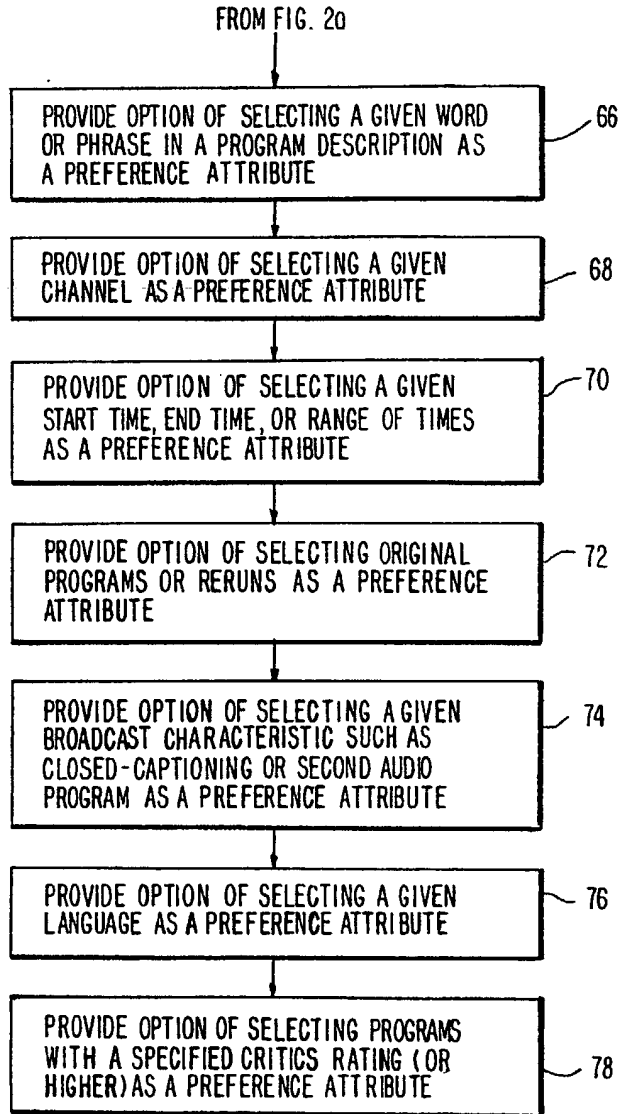 FROM FIG. 2a
PROVIDE OPTION OF SELECTING A GIVEN WORD
OR PHRASE IN A PROGRAM DESCRIPTION AS
A PREFERENCE ATTRIBUTE
66
PROVIDE OPTION OF SELECTING A GIVEN
CHANNEL AS A PREFERENCE ATTRIBUTE
68
PROVIDE OPTION OF SELECTING A GIVEN
START TIME, END TIME, OR RANGE OF TIMES
AS A PREFERENCE ATTRIBUTE
70
PROVIDE OPTION OF SELECTING ORIGINAL
PROGRAMS OR RERUNS AS A PREFERENCE
ATTRIBUTE
72
PROVIDE OPTION OF SELECTING A GIVEN
BROADCAST CHARACTERISTIC SUCH AS
CLOSED-CAPTIONING OR SECOND AUDIO
PROGRAM AS A PREFERENCE ATTRIBUTE
74
PROVIDE OPTION OF SELECTING A GIVEN
LANGUAGE AS A PREFERENCE ATTRIBUTE
76
PROVIDE OPTION OF SELECTING PROGRAMS
WITH A SPECIFIED CRITICS RATING (OR
HIGHER) AS A PREFERENCE ATTRIBUTE
78